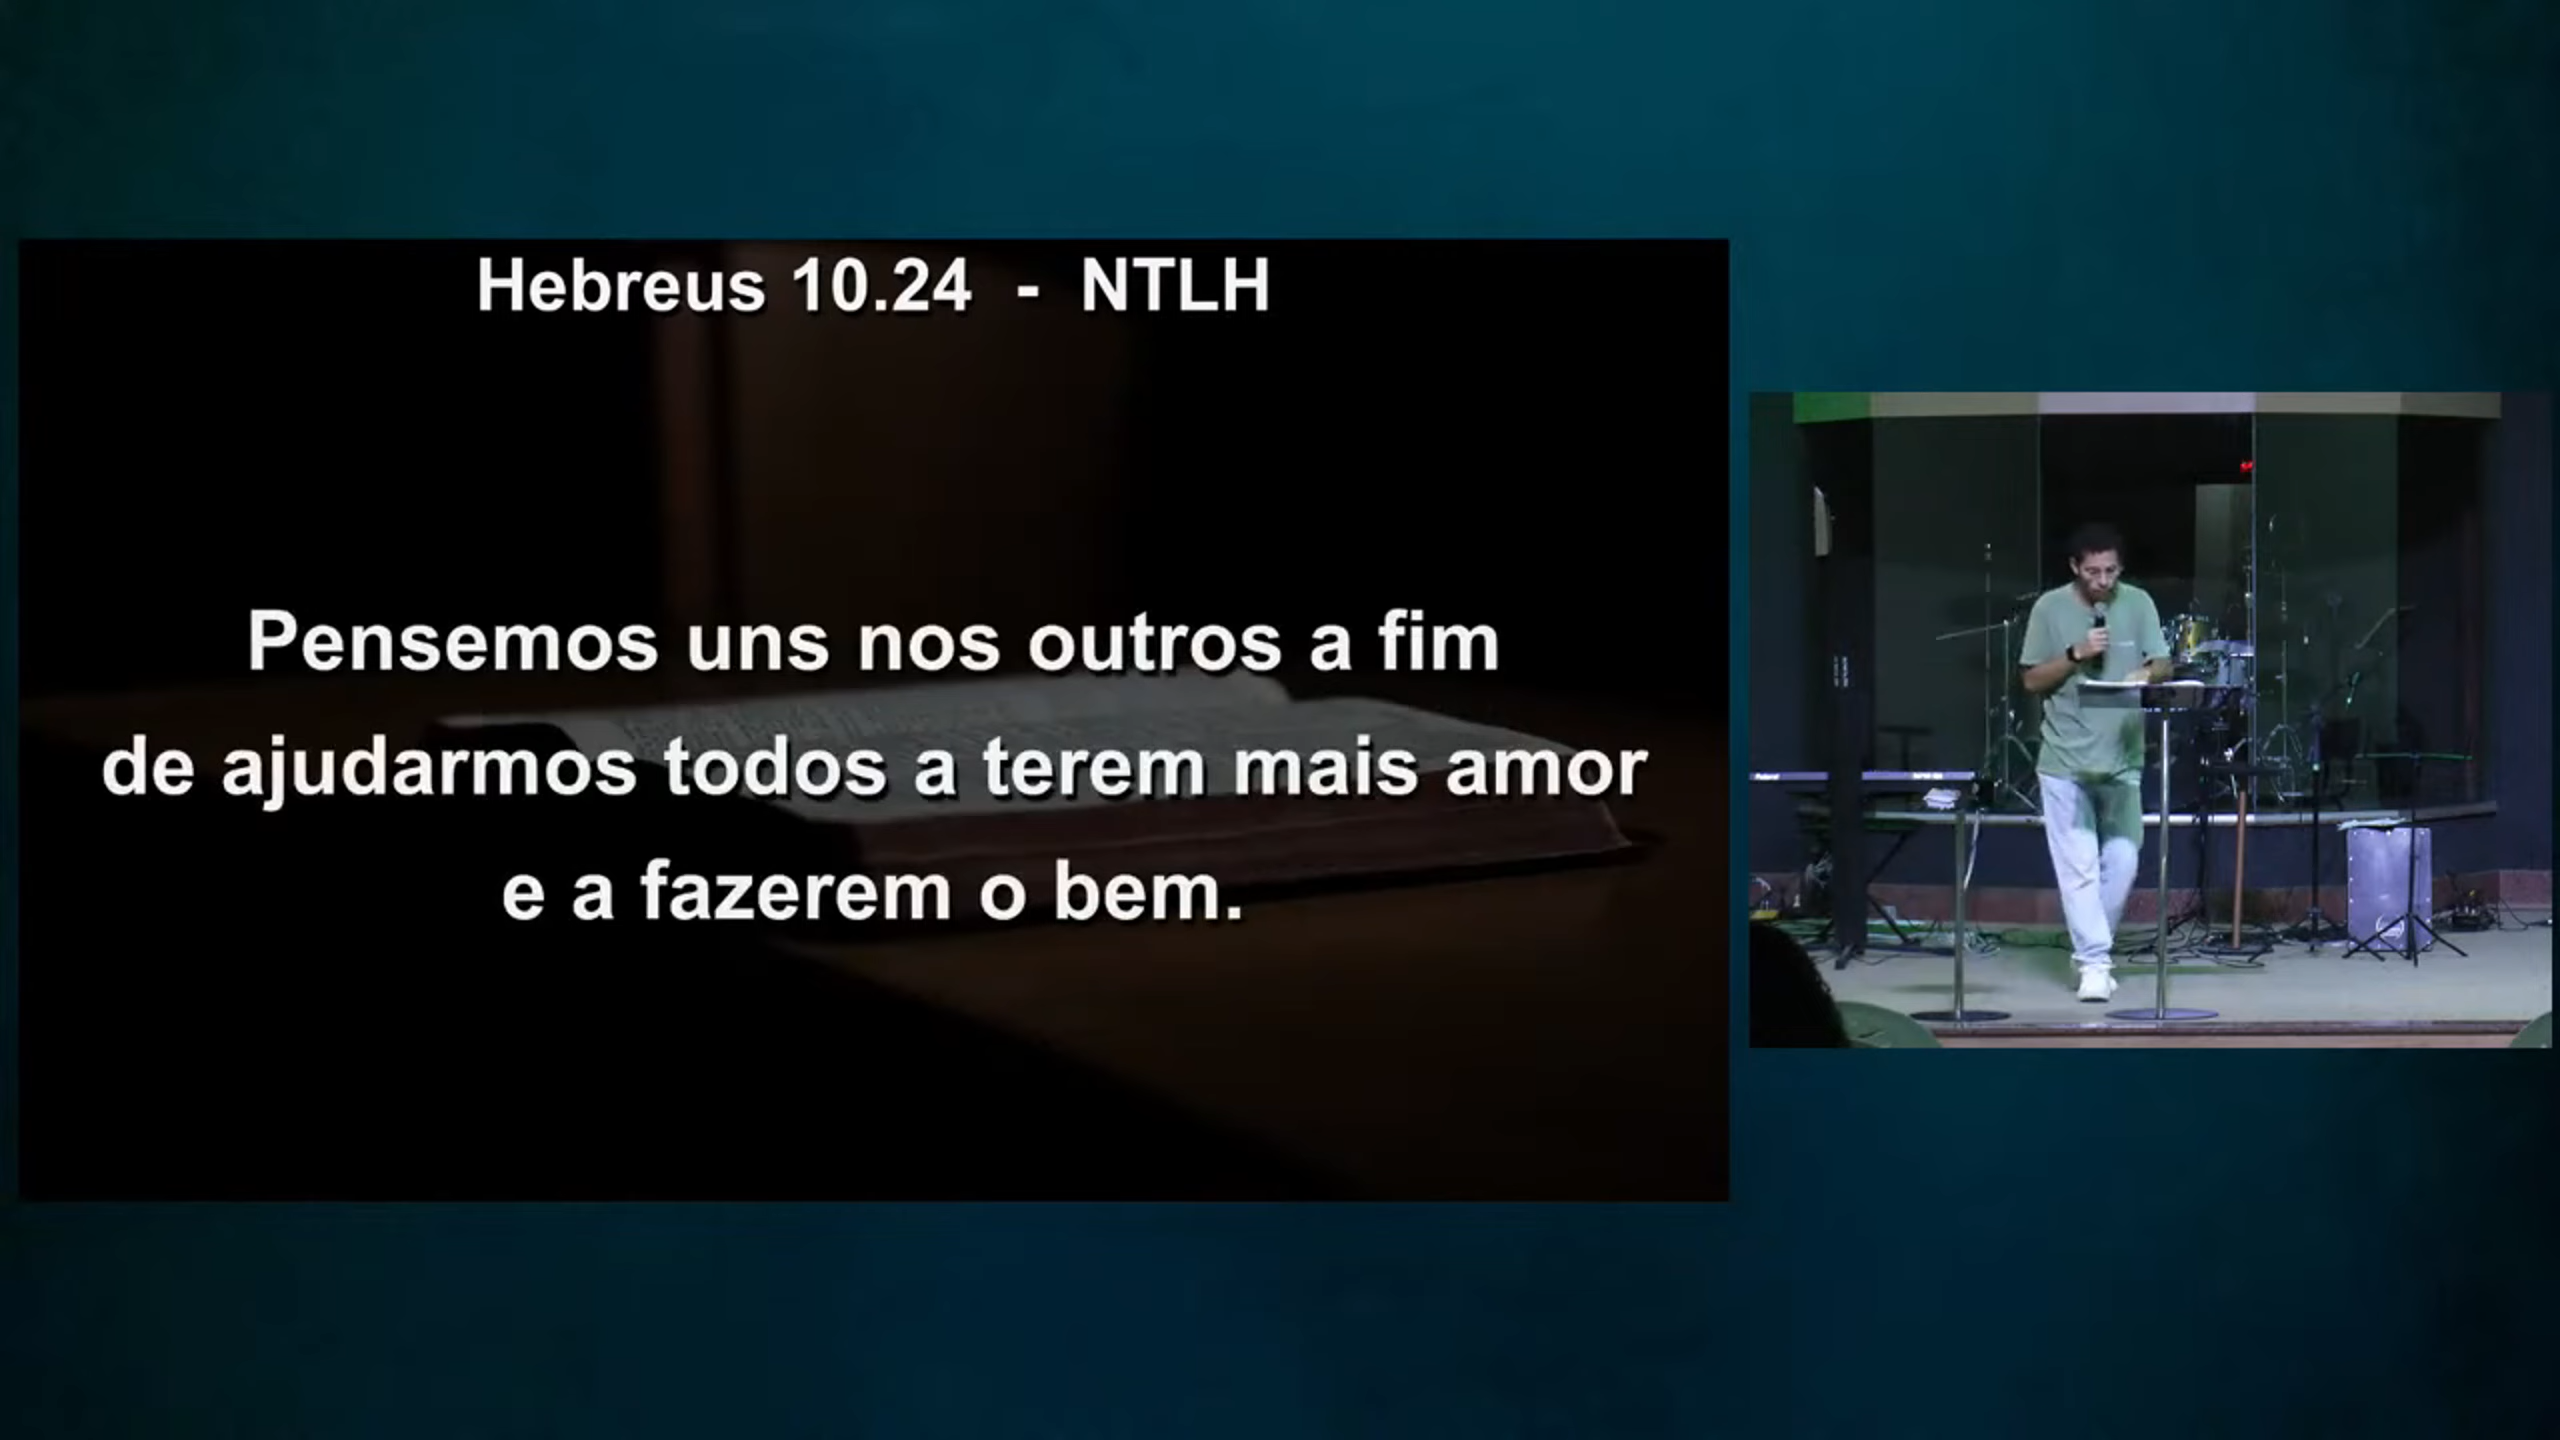 Hebreus 10.24 - NTLH
Pensemos uns nos outros a fim
de ajudarmos todos a terem mais amor
e a fazerem o bem.